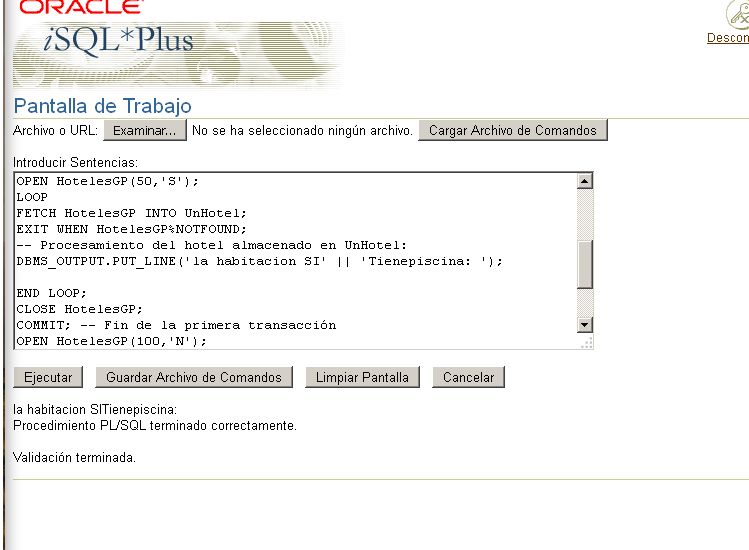 ORACLE
iSQL*Plus
Descon
Pantalla de Trabajo
Archivo o URL: Examinar... No se ha seleccionado ningún archivo. Cargar Archivo de Comandos
Introducir Sentencias:
OPEN HotelesGP(50,'S');
LOOP
FETCH HotelesGP INTO UnHotel;
EXIT WHEN HotelesGP%NOTFOUND;
-- Procesamiento del hotel almacenado en UnHotel:
DBMS_OUTPUT.PUT_LINE('la habitacion SI' || 'Tienepiscina: ');
END LOOP;
CLOSE HotelesGP;
COMMIT; -- Fin de la primera transacción
OPEN HotelesGP(100,'N');
Ejecutar Guardar Archivo de Comandos Limpiar Pantalla Cancelar
la habitacion SITienepiscina:
Procedimiento PL/SQL terminado correctamente.
Validación terminada.